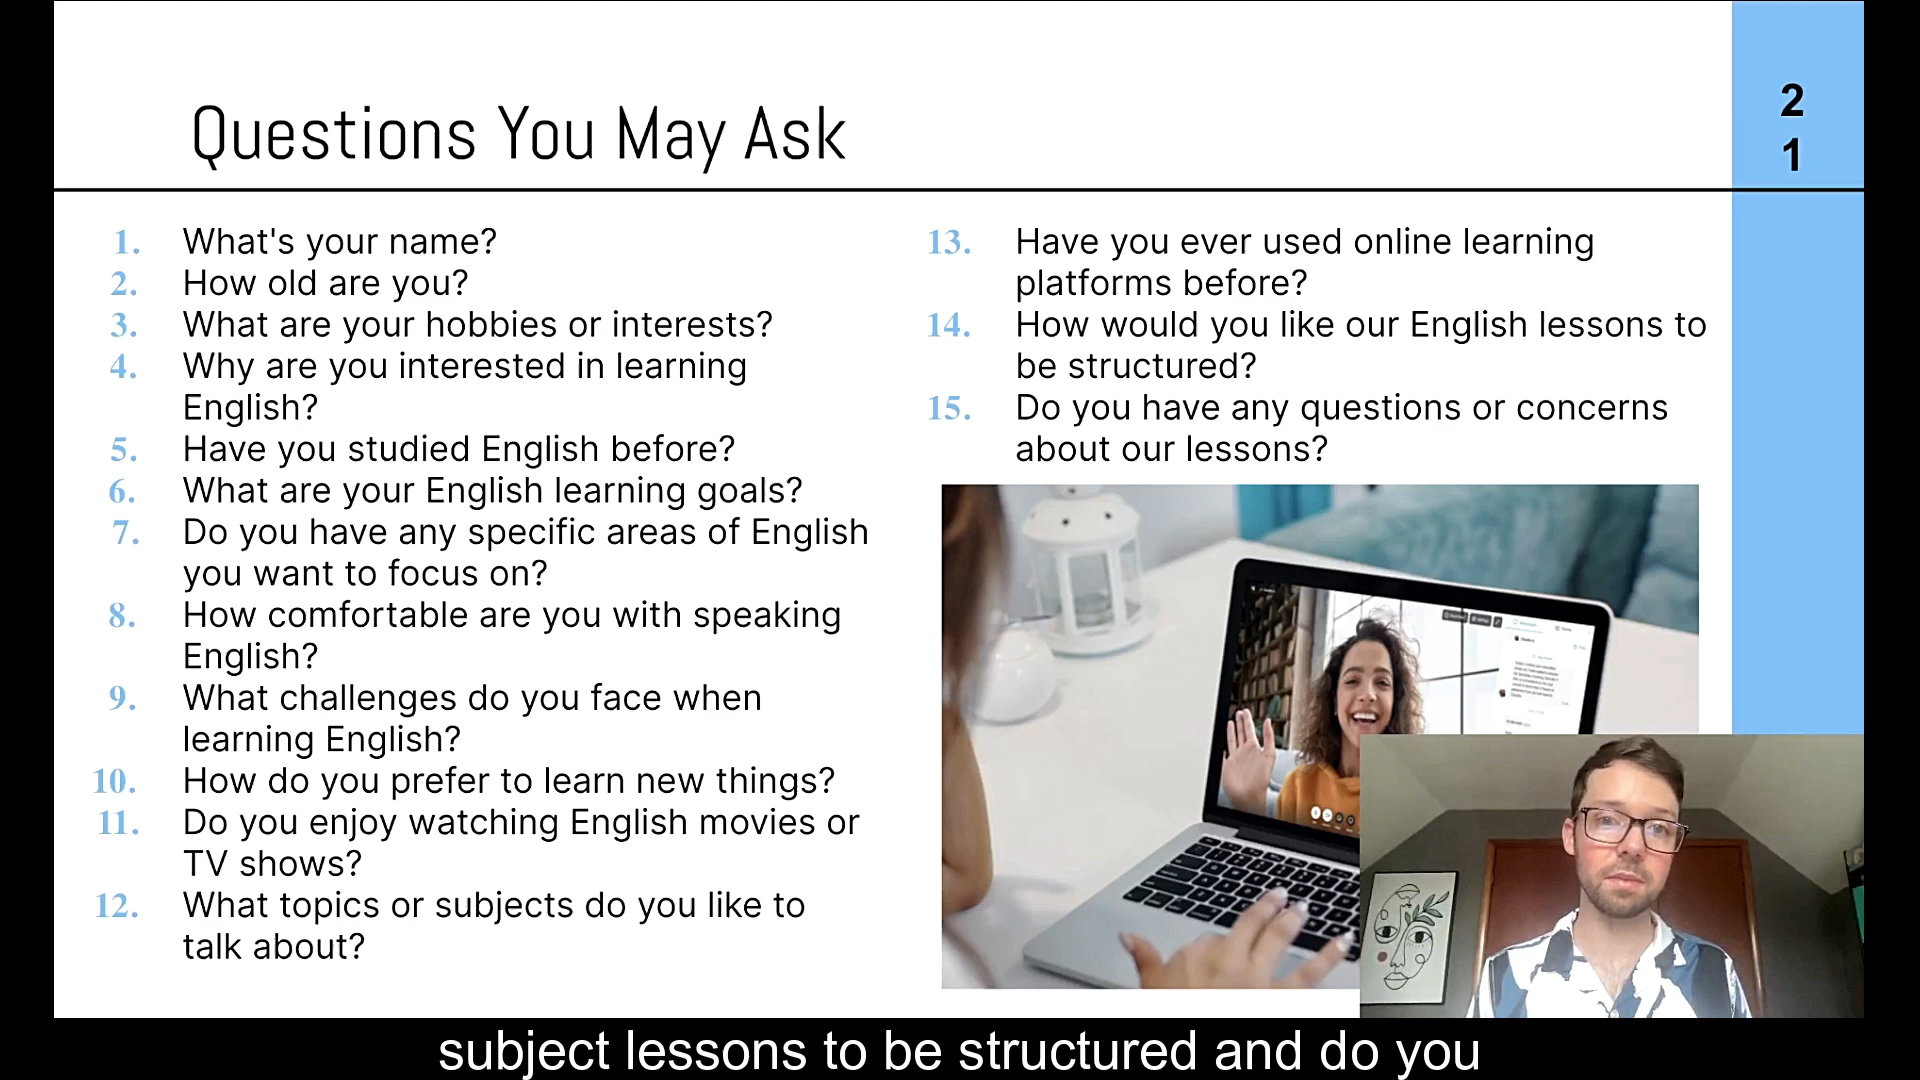 Questions You May Ask
2
1
1. What's your name?
2. How old are you?
3. What are your hobbies or interests?
4. Why are you interested in learning
English?
5. Have you studied English before?
6. What are your English learning goals?
7. Do you have any specific areas of English
you want to focus on?
8. How comfortable are you with speaking
English?
9. What challenges do you face when
learning English?
10. How do you prefer to learn new things?
11. Do you enjoy watching English movies or
TV shows?
12. What topics or subjects do you like to
talk about?
13. Have you ever used online learning
platforms before?
14. How would you like our English lessons to
be structured?
15. Do you have any questions or concerns
about our lessons?
subject lessons to be structured and do you